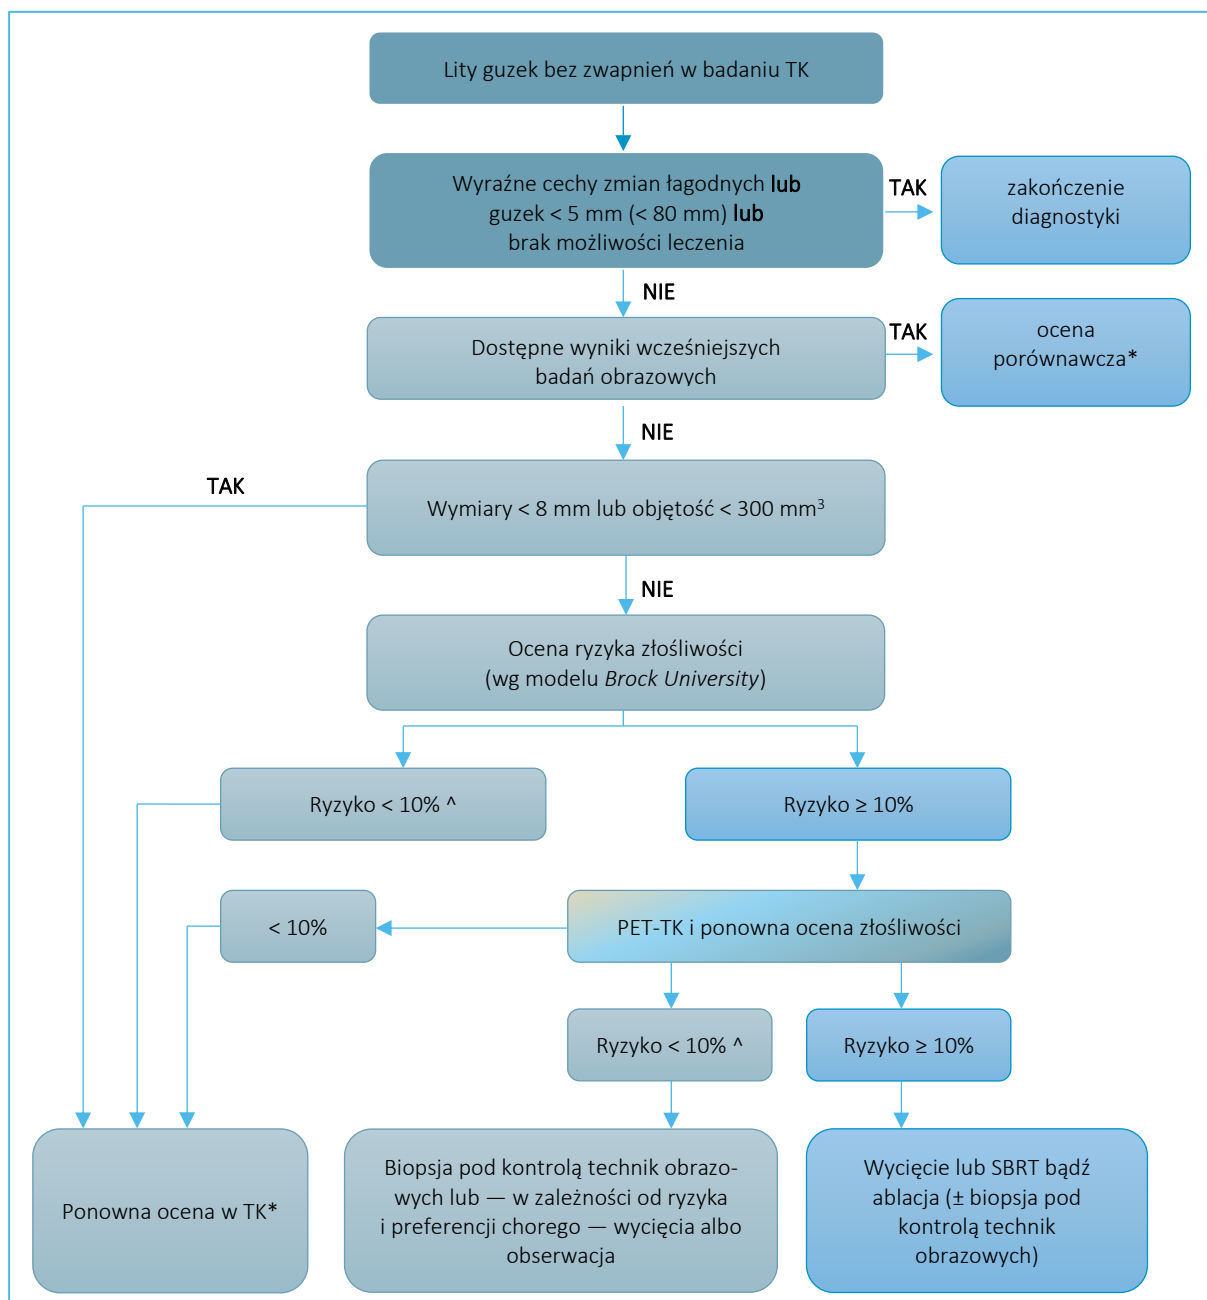 Lity guzek bez zwapnień w badaniu TK
Wyraźne cechy zmian łagodnych lub
guzek < 5 mm (< 80 mm) lub
brak możliwości leczenia
TAK
zakończenie
diagnostyki
NIE
Dostępne wyniki wcześniejszych
badań obrazowych
TAK
ocena
porównawcza*
NIE
TAK
Wymiary < 8 mm lub objętość < 300 mm³
NIE
Ocena ryzyka złośliwości
(wg modelu Brock University)
Ryzyko < 10% ^
Ryzyko ≥ 10%
< 10%
PET-TK i ponowna ocena złośliwości
Ryzyko < 10% ^
Ryzyko ≥ 10%
Ponowna ocena w TK*
Biopsja pod kontrolą technik obrazo-
wych lub — w zależności od ryzyka
i preferencji chorego — wycięcia albo
obserwacja
Wycięcie lub SBRT bądź
ablacja (± biopsja pod
kontrolą technik
obrazowych)